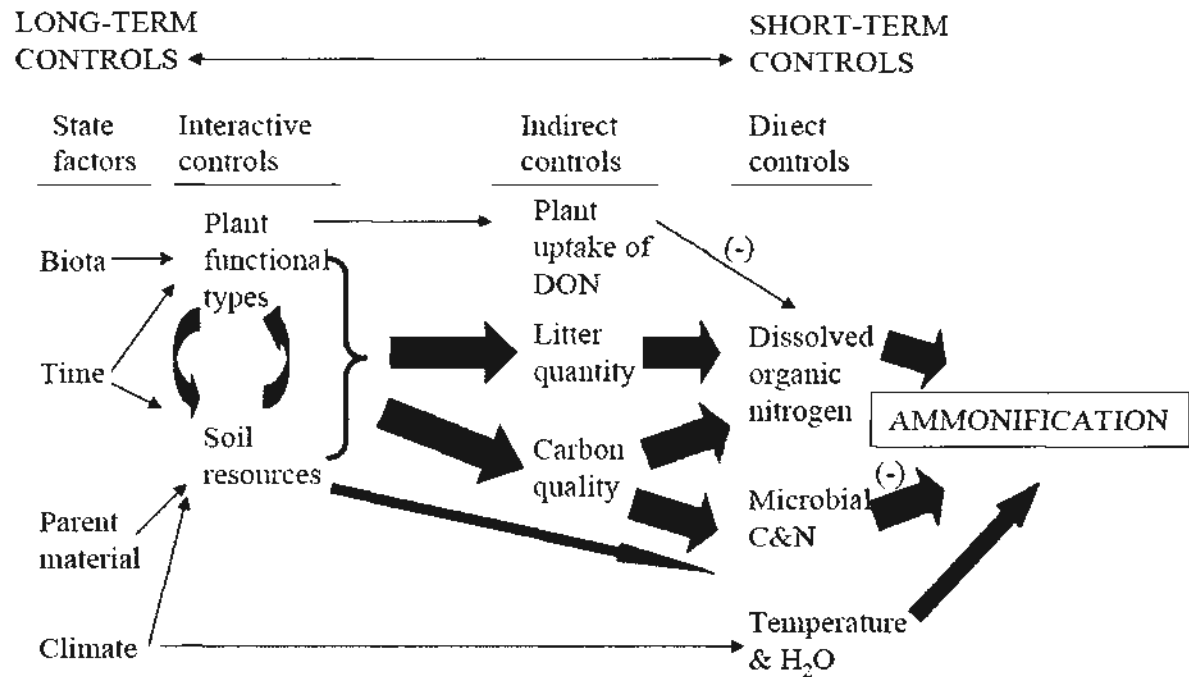 LONG-TERM
CONTROLS
SHORT-TERM
CONTROLS
State
factors
Interactive
controls
Indirect
controls
Direct
controls
Biota
Time
Parent
material
Climate
Plant
functional
types
Soil
resources
Plant
uptake of
DON
(-)
Litter
quantity
Carbon
quality
Dissolved
organic
nitrogen
Microbial
C&N
(-)
Temperature
& H₂O
AMMONIFICATION